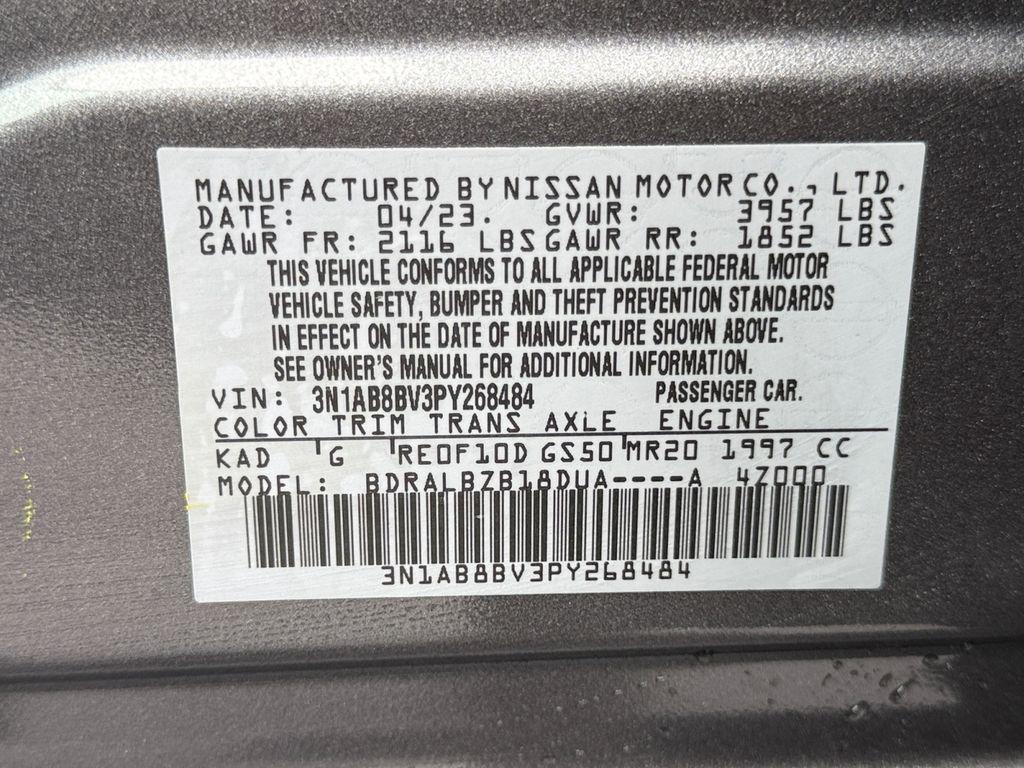 MANUFACTURED BY NISSAN MOTOR CO., LTD.
DATE: 04/23. GVWR: 3957 LBS
GAWR FR: 2116 LBS GAWR RR: 1852 LBS
THIS VEHICLE CONFORMS TO ALL APPLICABLE FEDERAL MOTOR
VEHICLE SAFETY, BUMPER AND THEFT PREVENTION STANDARDS
IN EFFECT ON THE DATE OF MANUFACTURE SHOWN ABOVE.
SEE OWNER'S MANUAL FOR ADDITIONAL INFORMATION.
VIN: 3N1AB8BV3PY268484 PASSENGER CAR.
COLOR TRIM TRANS AXLE ENGINE
KAD G RE0F10D GS50 MR20 1997 CC
MODEL: BDRALBZB18DUA----A 4Z000
3N1AB8BV3PY268484